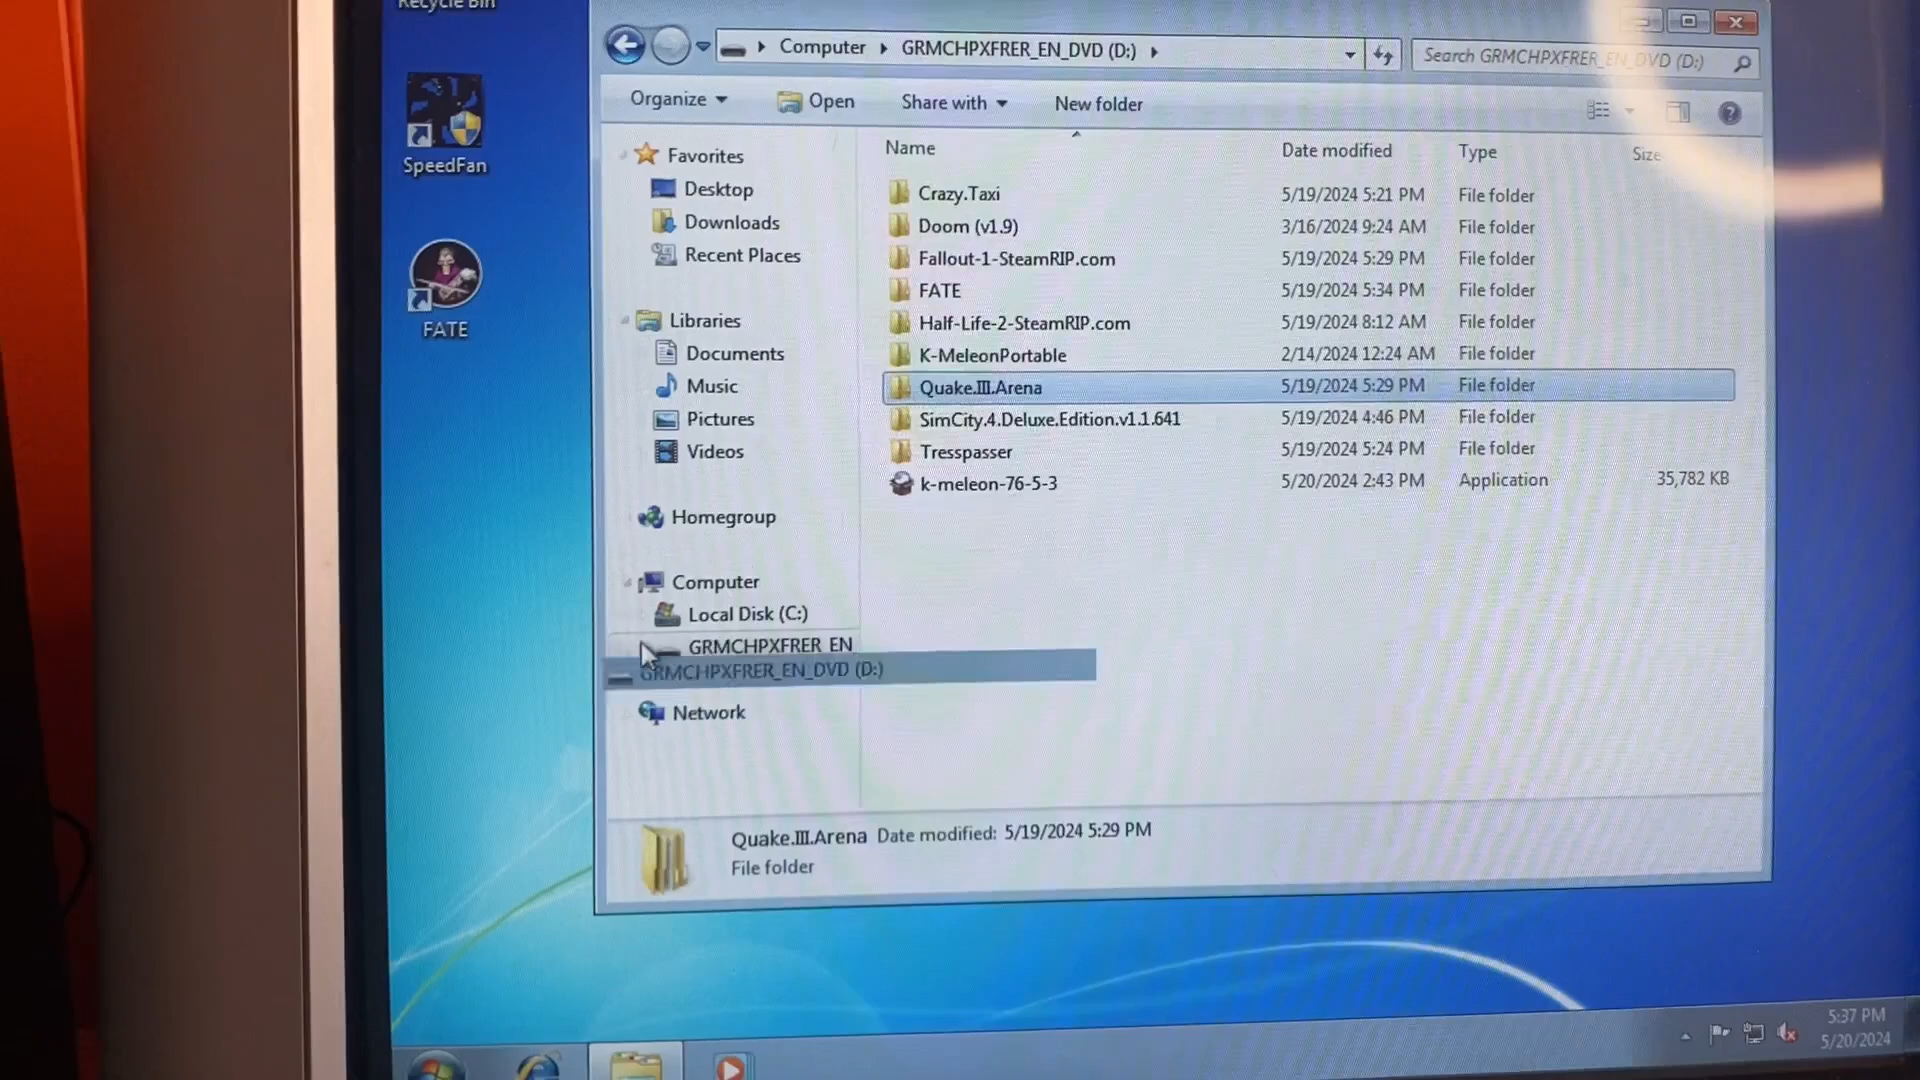 Recycle Bin
SpeedFan
FATE
Computer GRMCHPXFRER_EN_DVD (D:)
Search GRMCHPXFRER_EN_DVD (D:)
Organize Open Share with New folder
Favorites
Desktop
Downloads
Recent Places
Libraries
Documents
Music
Pictures
Videos
Homegroup
Computer
Local Disk (C:)
GRMCHPXFRER_EN
GRMCHPXFRER_EN_DVD (D:)
Network
Name Date modified Type Size
Crazy.Taxi 5/19/2024 5:21 PM File folder
Doom (v1.9) 3/16/2024 9:24 AM File folder
Fallout-1-SteamRIP.com 5/19/2024 5:29 PM File folder
FATE 5/19/2024 5:34 PM File folder
Half-Life-2-SteamRIP.com 5/19/2024 8:12 AM File folder
K-MeleonPortable 2/14/2024 12:24 AM File folder
Quake.III.Arena 5/19/2024 5:29 PM File folder
SimCity.4.Deluxe.Edition.v1.1.641 5/19/2024 4:46 PM File folder
Tresspasser 5/19/2024 5:24 PM File folder
k-meleon-76-5-3 5/20/2024 2:43 PM Application 35,782 KB
Quake.III.Arena Date modified: 5/19/2024 5:29 PM
File folder
5:37 PM
5/20/2024